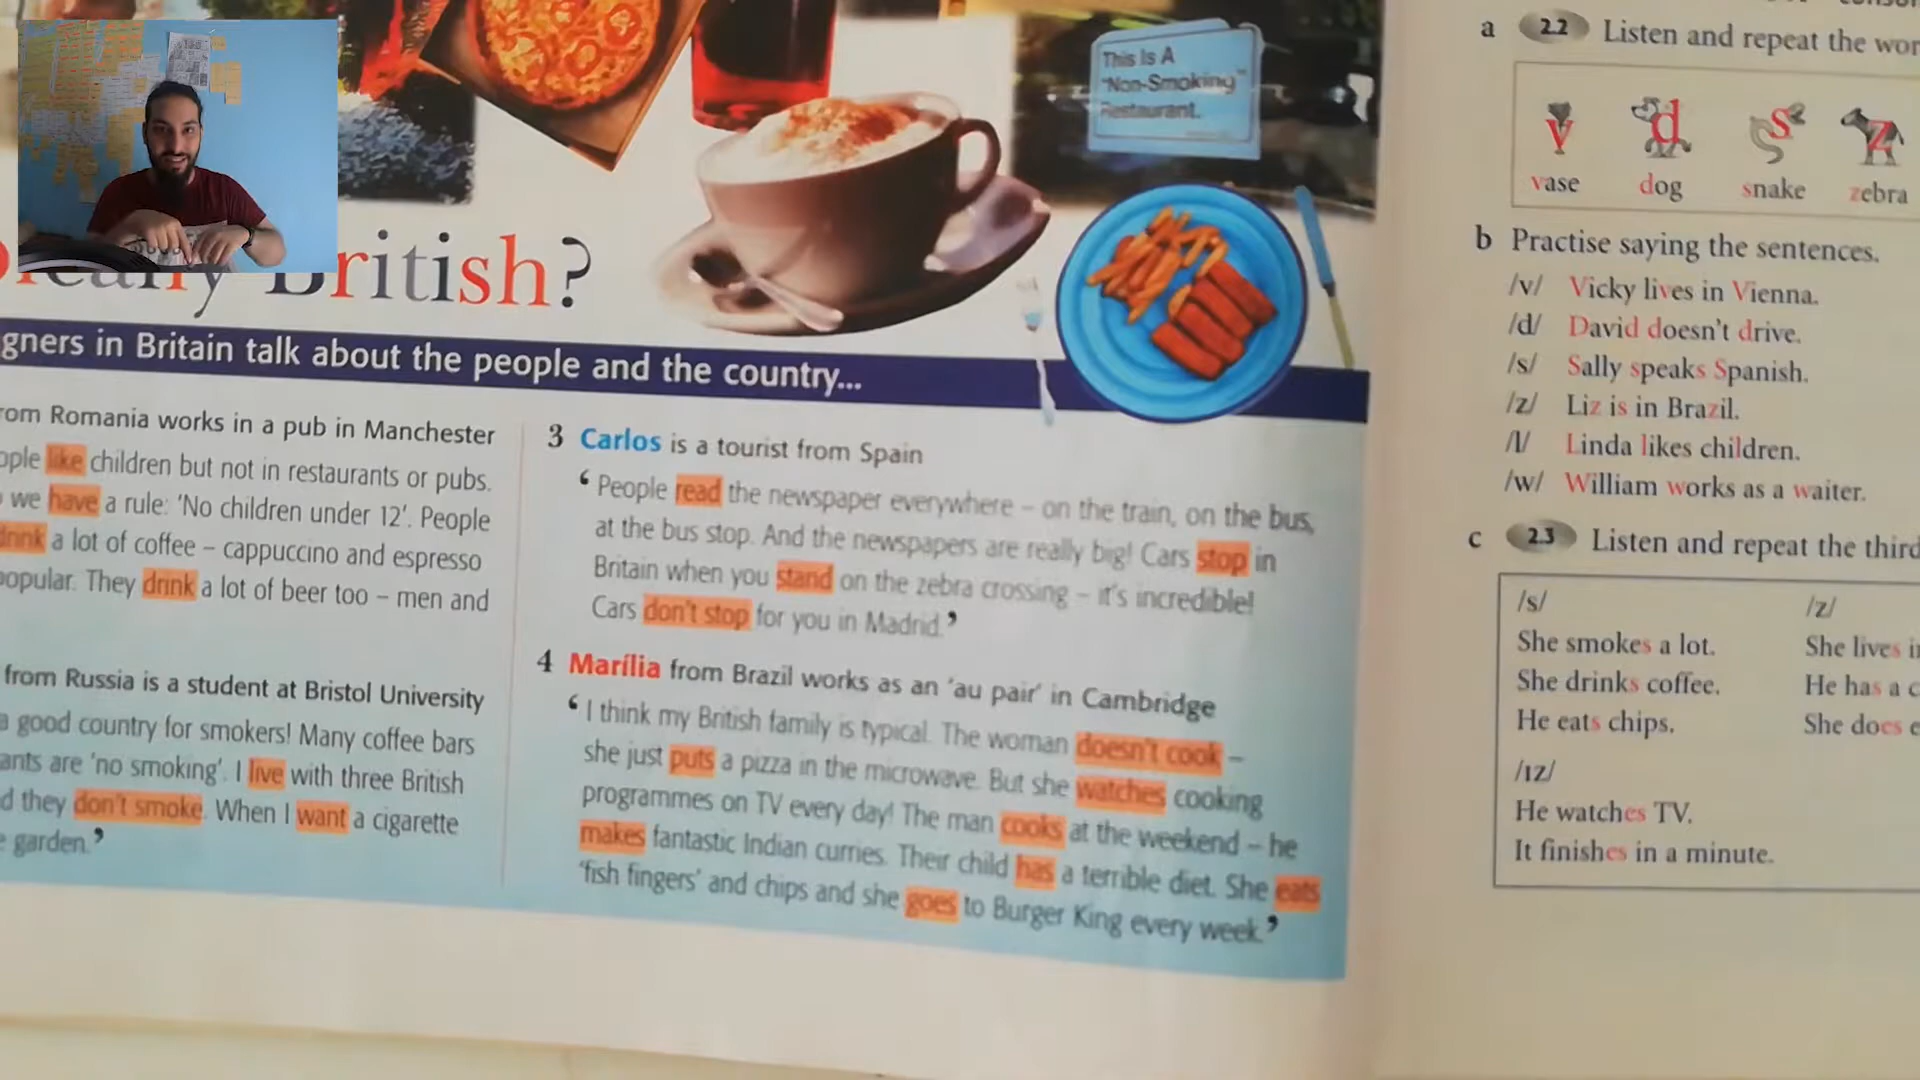 This Is A
"Non-Smoking"
Restaurant.
British?
gners in Britain talk about the people and the country...
rom Romania works in a pub in Manchester
ople like children but not in restaurants or pubs.
we have a rule: 'No children under 12'. People
drink a lot of coffee – cappuccino and espresso
popular. They drink a lot of beer too – men and
from Russia is a student at Bristol University
a good country for smokers! Many coffee bars
ants are 'no smoking'. I live with three British
d they don't smoke. When I want a cigarette
e garden.'
3 Carlos is a tourist from Spain
'People read the newspaper everywhere – on the train, on the bus,
at the bus stop. And the newspapers are really big! Cars stop in
Britain when you stand on the zebra crossing – it's incredible!
Cars don't stop for you in Madrid.'
4 Marília from Brazil works as an 'au pair' in Cambridge
'I think my British family is typical. The woman doesn't cook –
she just puts a pizza in the microwave. But she watches cooking
programmes on TV every day! The man cooks at the weekend – he
makes fantastic Indian curries. Their child has a terrible diet. She eats
'fish fingers' and chips and she goes to Burger King every week.'
a 2.2 Listen and repeat the wor
v d s z
vase dog snake zebra
b Practise saying the sentences.
/v/ Vicky lives in Vienna.
/d/ David doesn't drive.
/s/ Sally speaks Spanish.
/z/ Liz is in Brazil.
/l/ Linda likes children.
/w/ William works as a waiter.
c 2.3 Listen and repeat the third
/s/ /z/
She smokes a lot. She lives i
She drinks coffee. He has a c
He eats chips. She does e
/ɪz/
He watches TV.
It finishes in a minute.